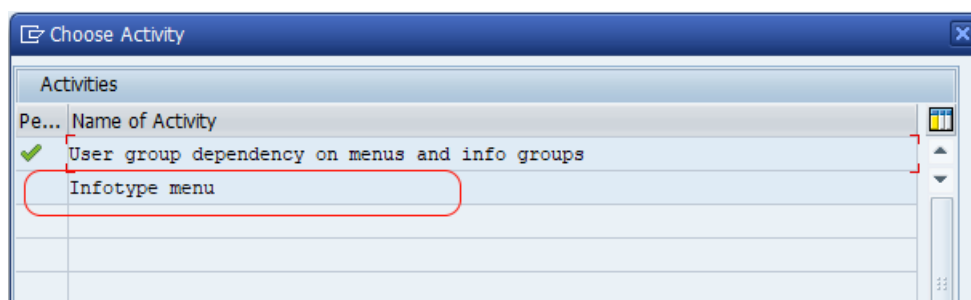 Choose Activity
Activities
Pe... Name of Activity
User group dependency on menus and info groups
Infotype menu